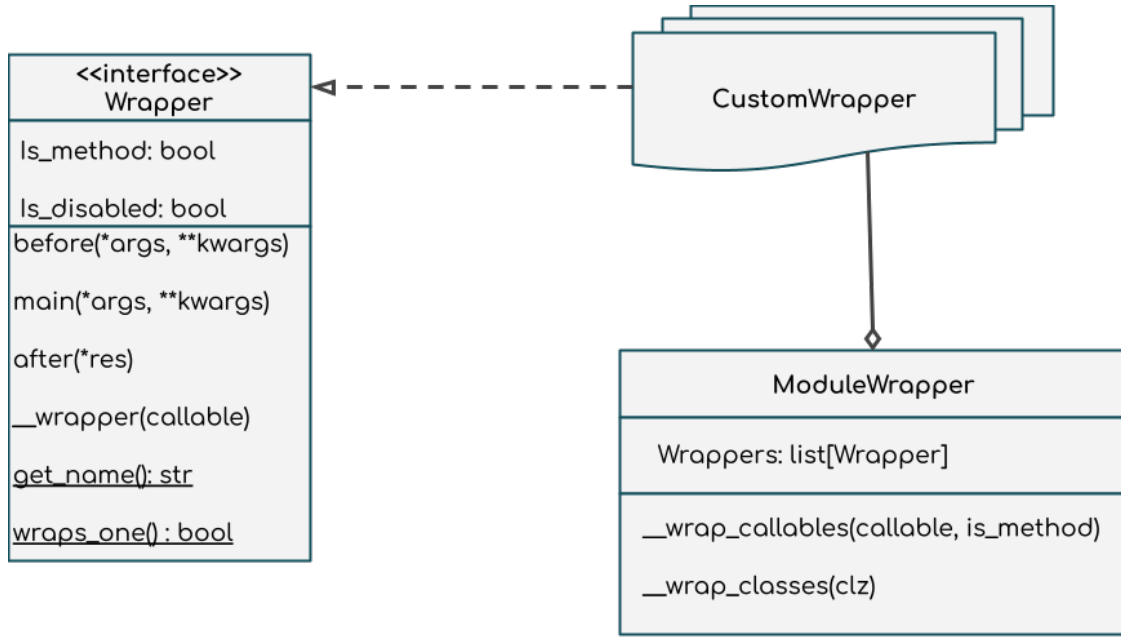 <<interface>>
Wrapper
Is_method: bool
Is_disabled: bool
before(*args, **kwargs)
main(*args, **kwargs)
after(*res)
__wrapper(callable)
get_name(): str
wraps_one() : bool
CustomWrapper
ModuleWrapper
Wrappers: list[Wrapper]
__wrap_callables(callable, is_method)
__wrap_classes(clz)